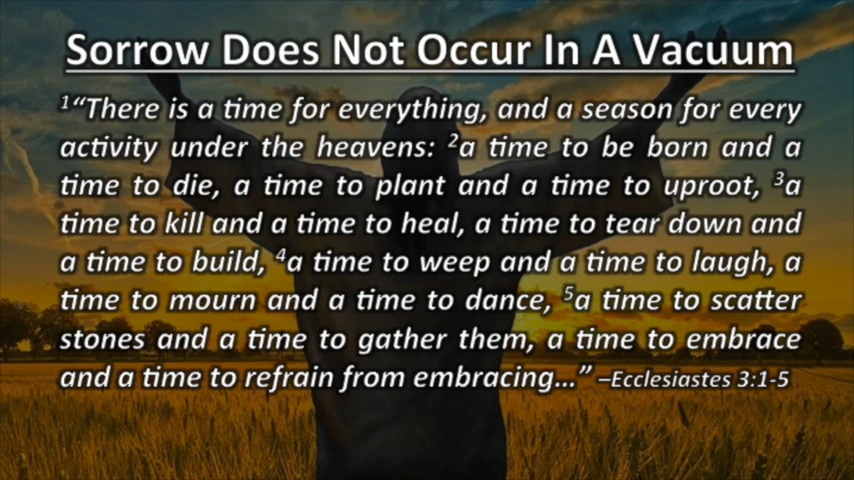 Sorrow Does Not Occur In A Vacuum
¹“There is a time for everything, and a season for every
activity under the heavens: ²a time to be born and a
time to die, a time to plant and a time to uproot, ³a
time to kill and a time to heal, a time to tear down and
a time to build, ⁴a time to weep and a time to laugh, a
time to mourn and a time to dance, ⁵a time to scatter
stones and a time to gather them, a time to embrace
and a time to refrain from embracing…” –Ecclesiastes 3:1-5